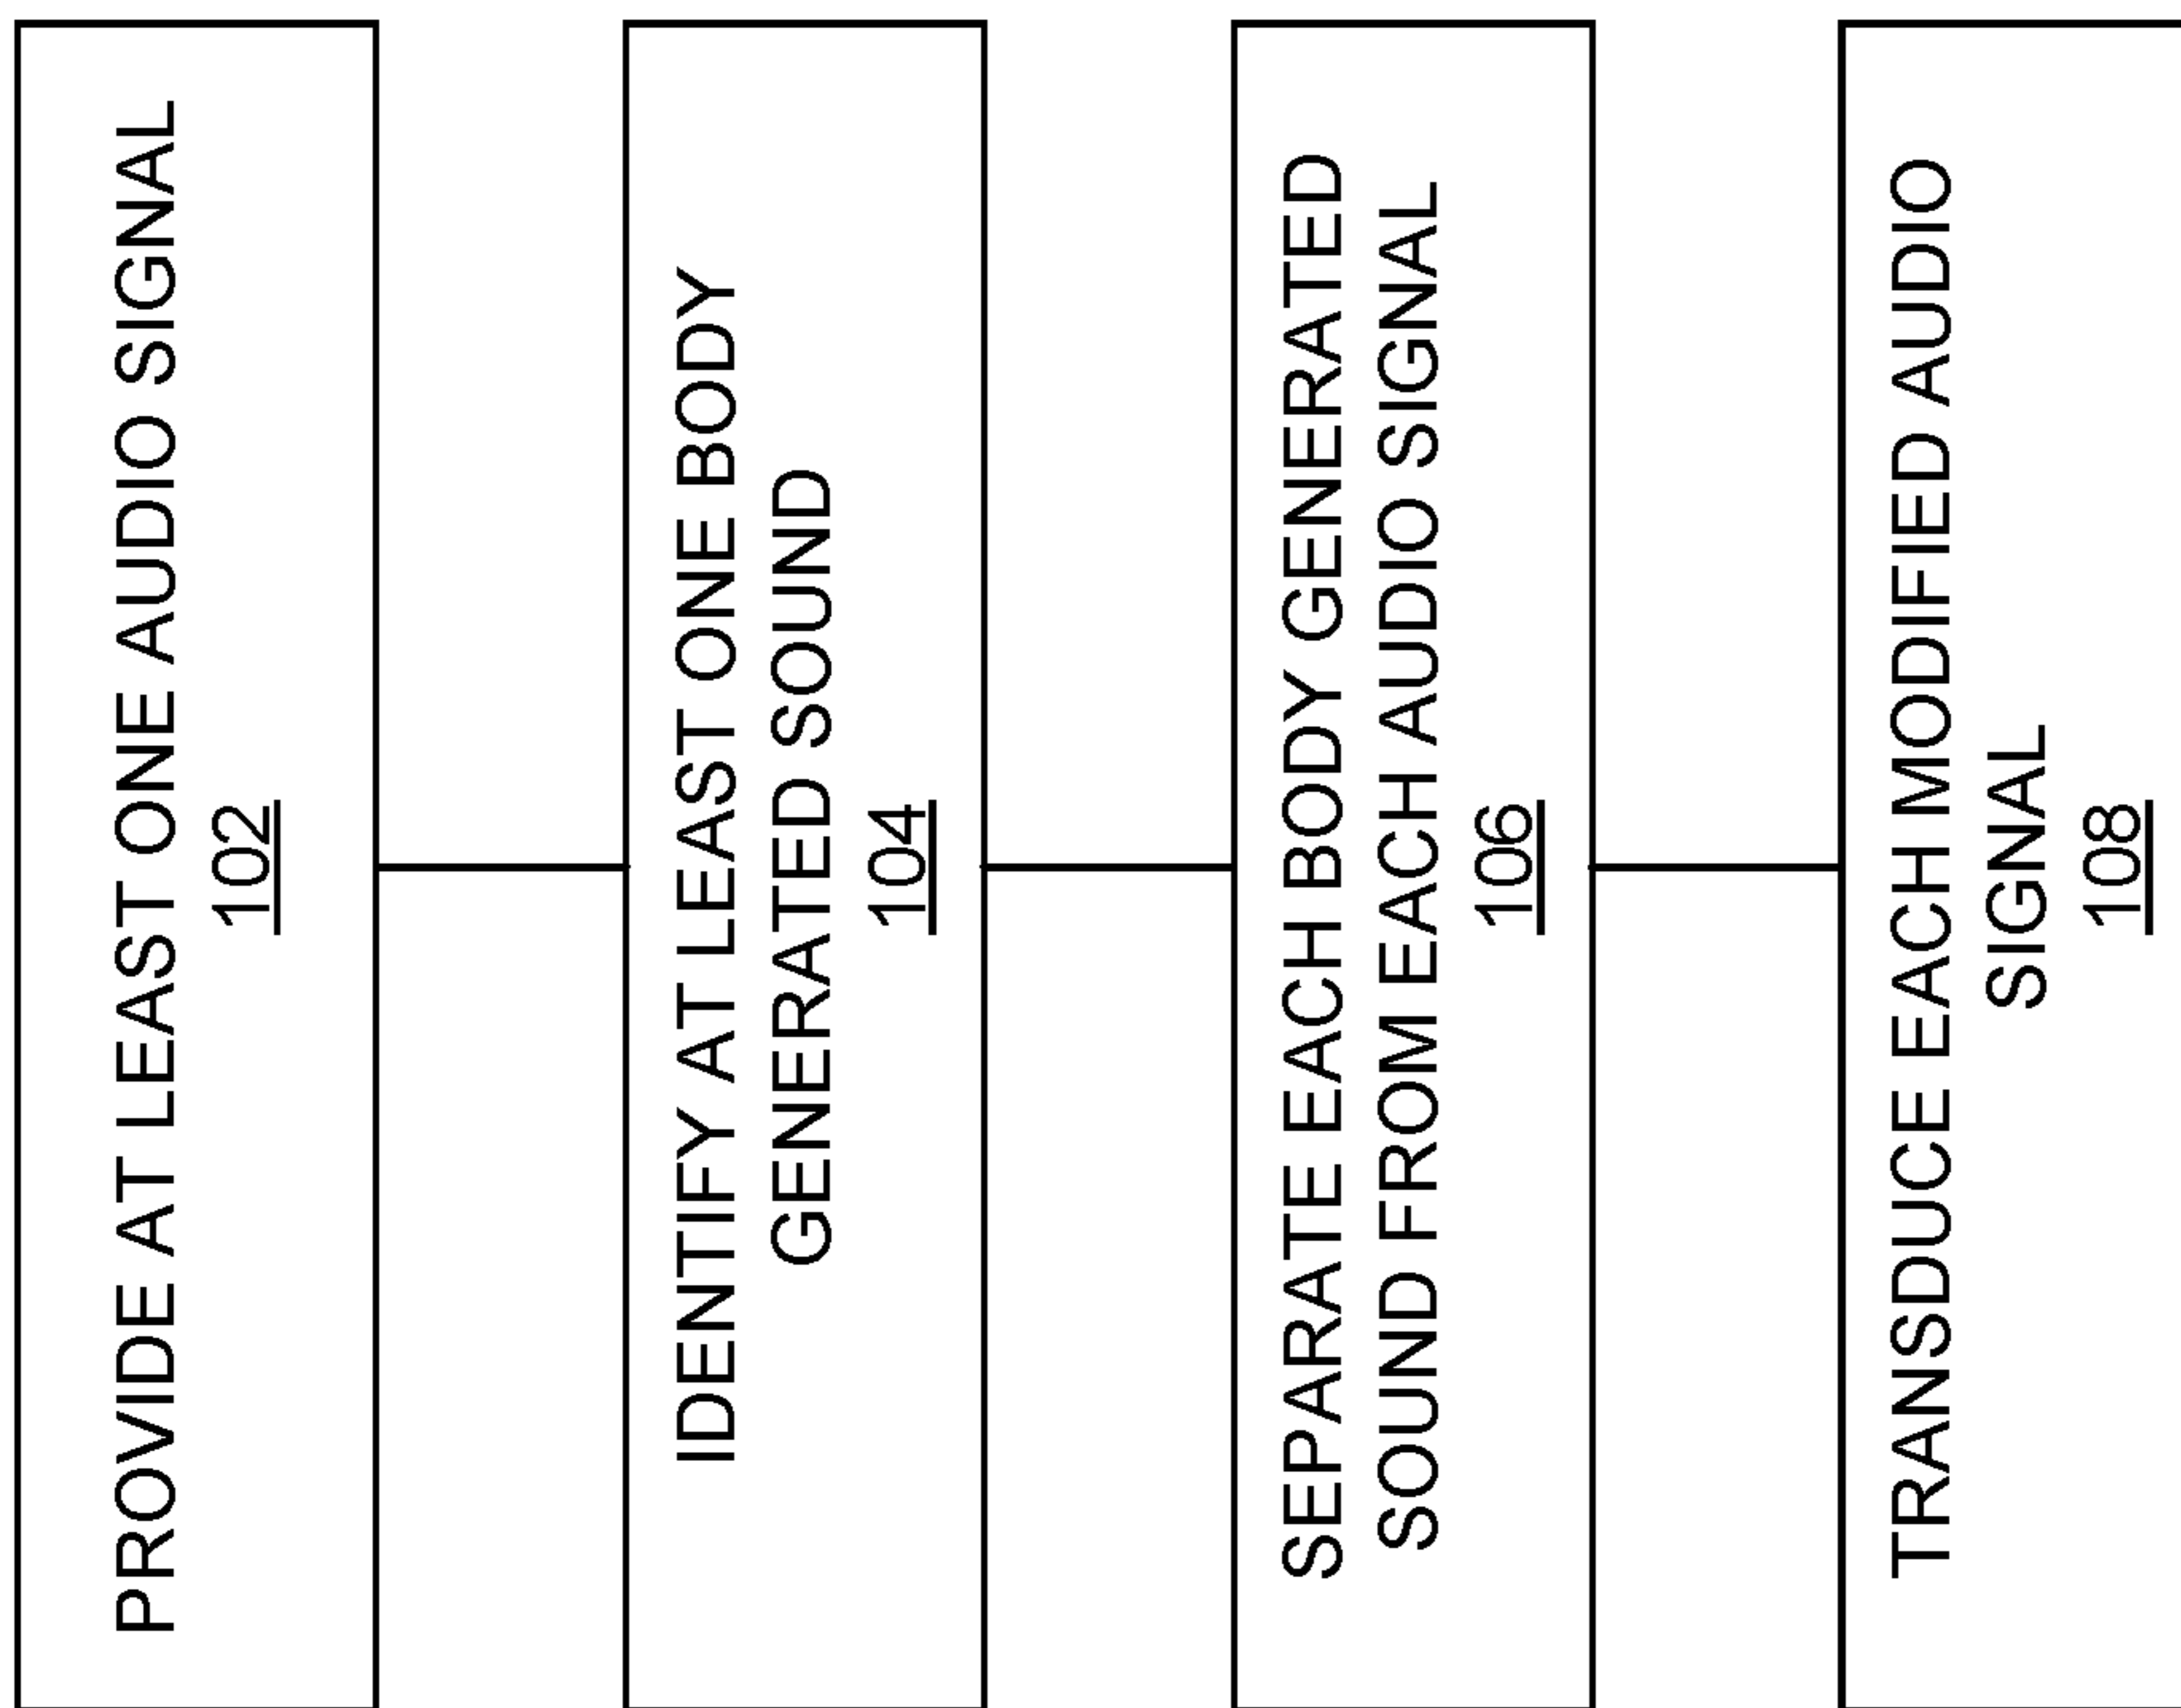 PROVIDE AT LEAST ONE AUDIO SIGNAL
102
IDENTIFY AT LEAST ONE BODY
GENERATED SOUND
104
SEPARATE EACH BODY GENERATED
SOUND FROM EACH AUDIO SIGNAL
106
TRANSDUCE EACH MODIFIED AUDIO
SIGNAL
108